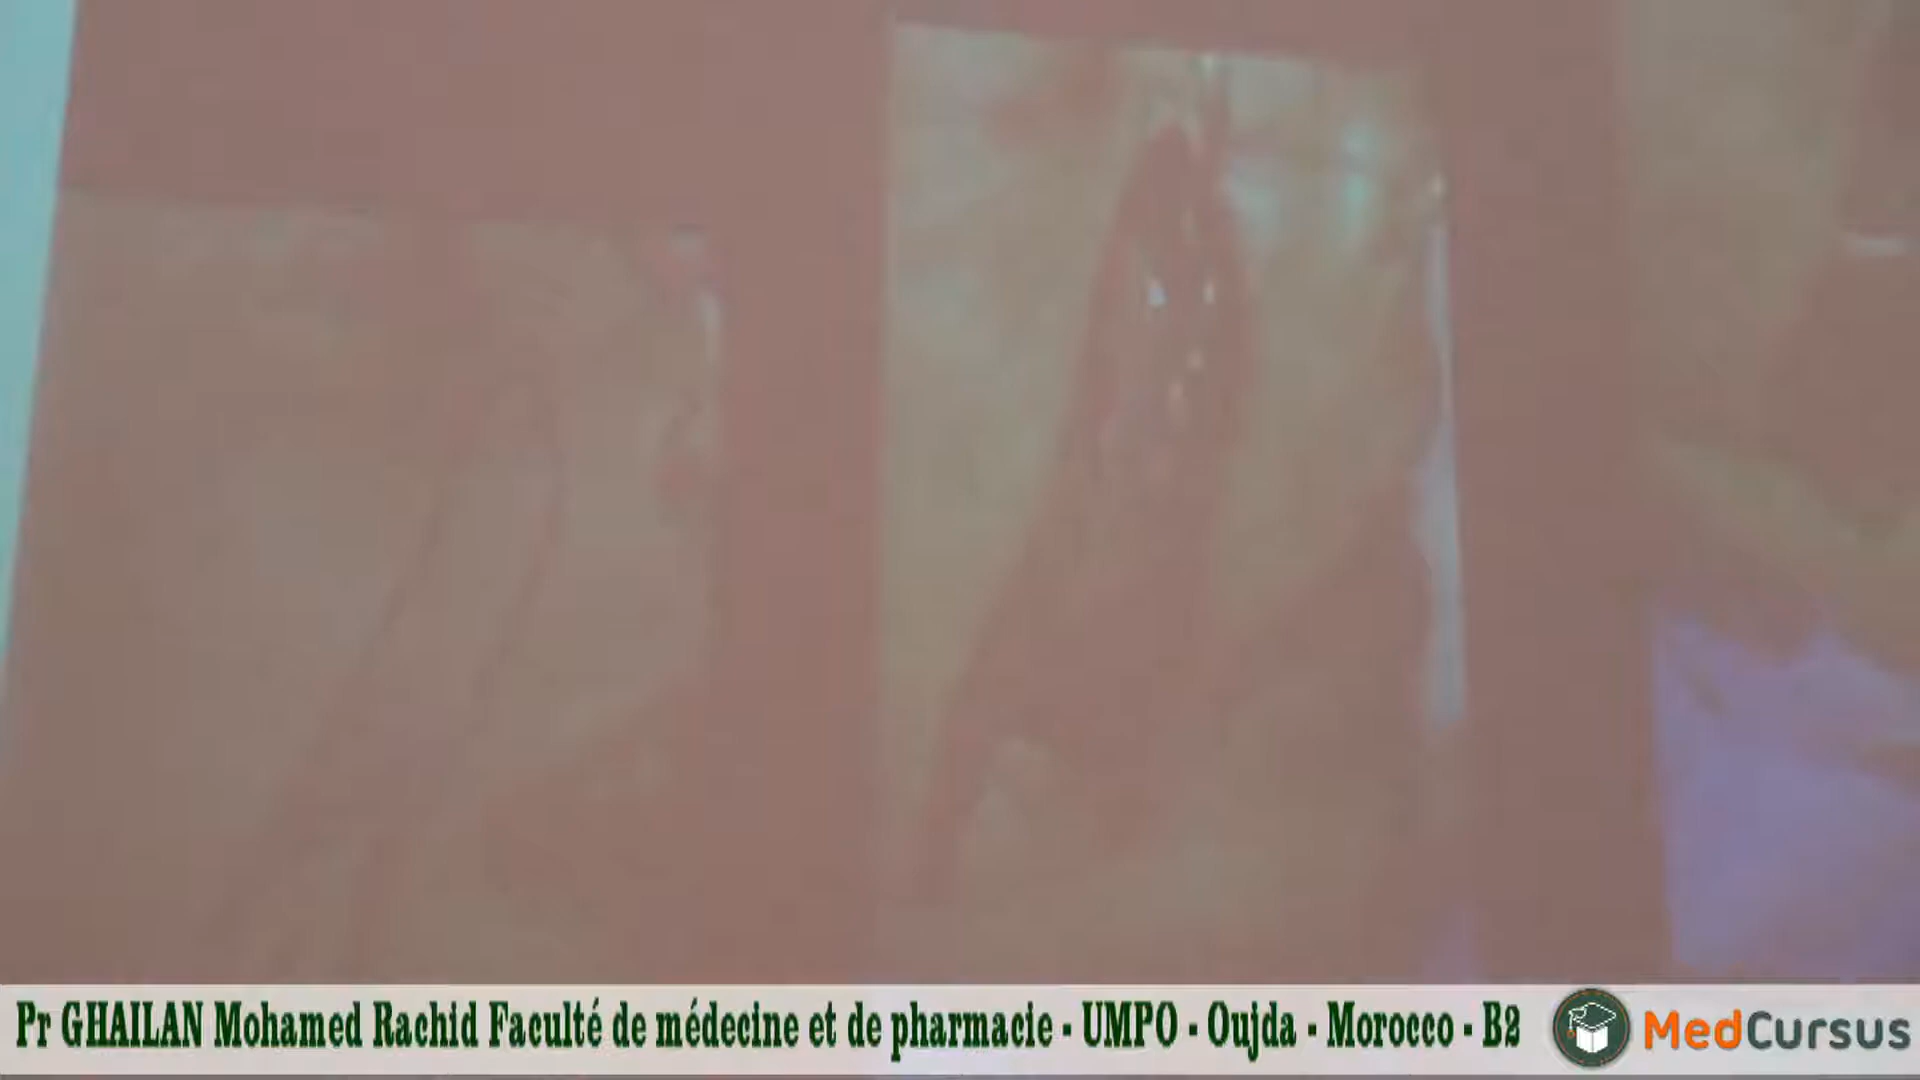 Pr GHAILAN Mohamed Rachid Faculté de médecine et de pharmacie - UMPO - Oujda - Morocco - B2
MedCursus